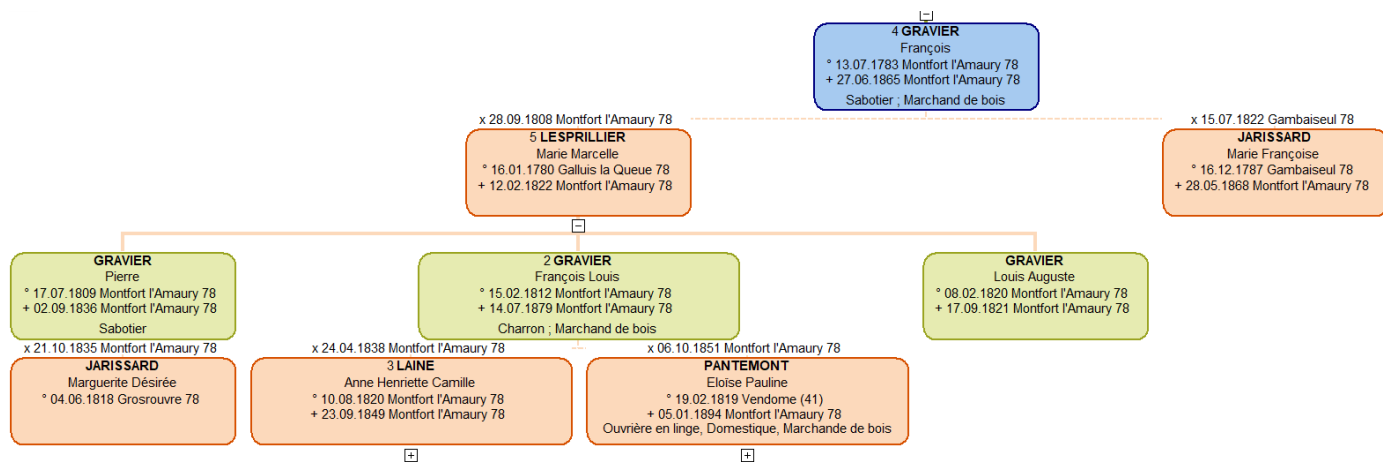 4 GRAVIER
François
° 13.07.1783 Montfort l'Amaury 78
+ 27.06.1865 Montfort l'Amaury 78
Sabotier ; Marchand de bois
x 28.09.1808 Montfort l'Amaury 78
5 LESPRILLIER
Marie Marcelle
° 16.01.1780 Galluis la Queue 78
+ 12.02.1822 Montfort l'Amaury 78
x 15.07.1822 Gambaiseul 78
JARISSARD
Marie Françoise
° 16.12.1787 Gambaiseul 78
+ 28.05.1868 Montfort l'Amaury 78
GRAVIER
Pierre
° 17.07.1809 Montfort l'Amaury 78
+ 02.09.1836 Montfort l'Amaury 78
Sabotier
x 21.10.1835 Montfort l'Amaury 78
JARISSARD
Marguerite Désirée
° 04.06.1818 Grosrouvre 78
2 GRAVIER
François Louis
° 15.02.1812 Montfort l'Amaury 78
+ 14.07.1879 Montfort l'Amaury 78
Charron ; Marchand de bois
x 24.04.1838 Montfort l'Amaury 78
3 LAINE
Anne Henriette Camille
° 10.08.1820 Montfort l'Amaury 78
+ 23.09.1849 Montfort l'Amaury 78
x 06.10.1851 Montfort l'Amaury 78
PANTEMONT
Eloïse Pauline
° 19.02.1819 Vendome (41)
+ 05.01.1894 Montfort l'Amaury 78
Ouvrière en linge, Domestique, Marchande de bois
GRAVIER
Louis Auguste
° 08.02.1820 Montfort l'Amaury 78
+ 17.09.1821 Montfort l'Amaury 78